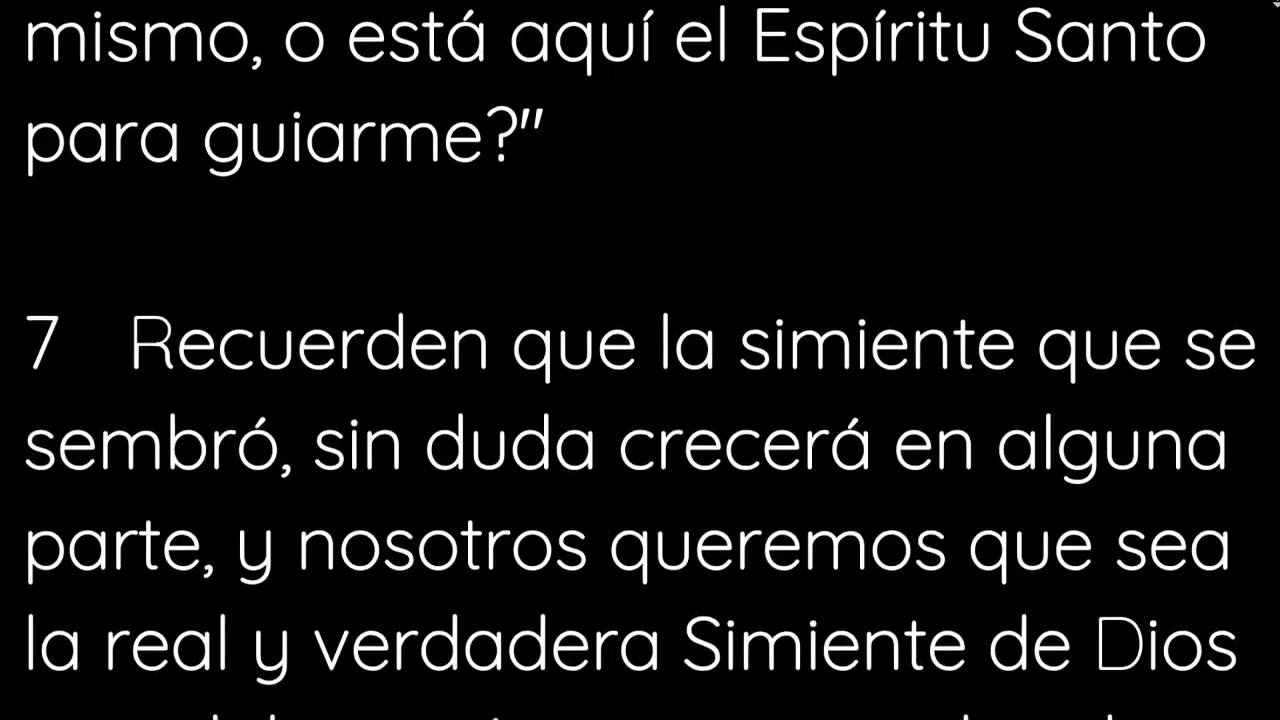 mismo, o está aquí el Espíritu Santo
para guiarme?"
7 Recuerden que la simiente que se
sembró, sin duda crecerá en alguna
parte, y nosotros queremos que sea
la real y verdadera Simiente de Dios